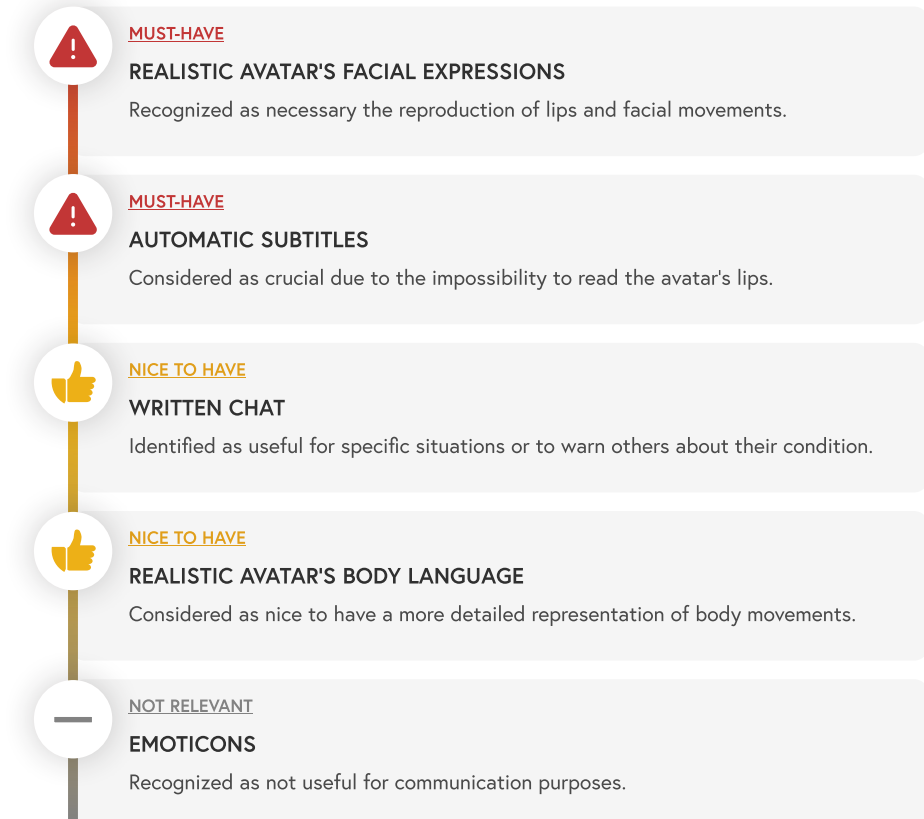 MUST-HAVE
REALISTIC AVATAR'S FACIAL EXPRESSIONS
Recognized as necessary the reproduction of lips and facial movements.
MUST-HAVE
AUTOMATIC SUBTITLES
Considered as crucial due to the impossibility to read the avatar's lips.
NICE TO HAVE
WRITTEN CHAT
Identified as useful for specific situations or to warn others about their condition.
NICE TO HAVE
REALISTIC AVATAR'S BODY LANGUAGE
Considered as nice to have a more detailed representation of body movements.
NOT RELEVANT
EMOTICONS
Recognized as not useful for communication purposes.